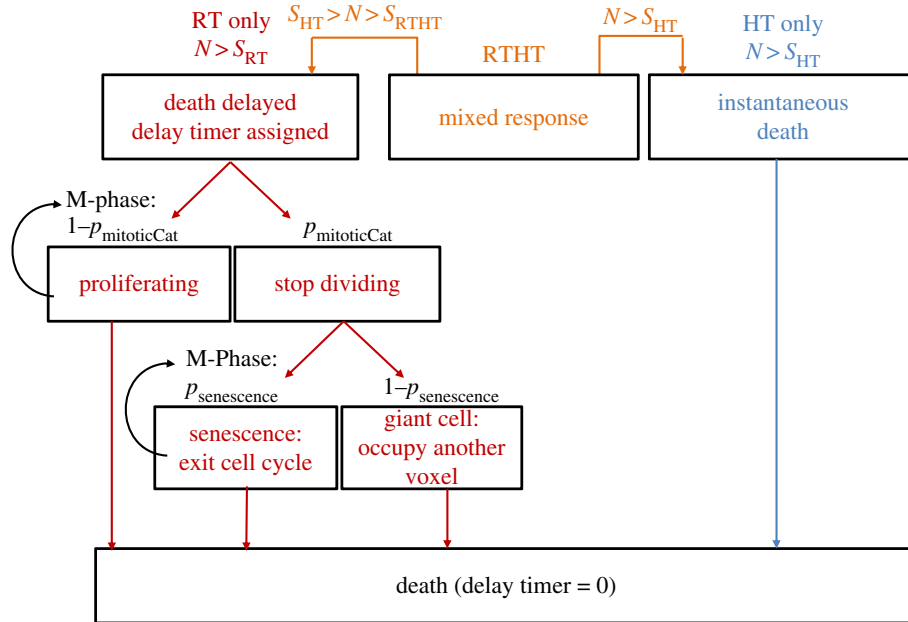 RT only
N > S_RT
S_HT > N > S_RTHT
RTHT
N > S_HT
HT only
N > S_HT
death delayed
delay timer assigned
mixed response
instantaneous
death
M-phase:
1–p_mitoticCat
p_mitoticCat
proliferating
stop dividing
M-Phase:
p_senescence
1–p_senescence
senescence:
exit cell cycle
giant cell:
occupy another
voxel
death (delay timer = 0)